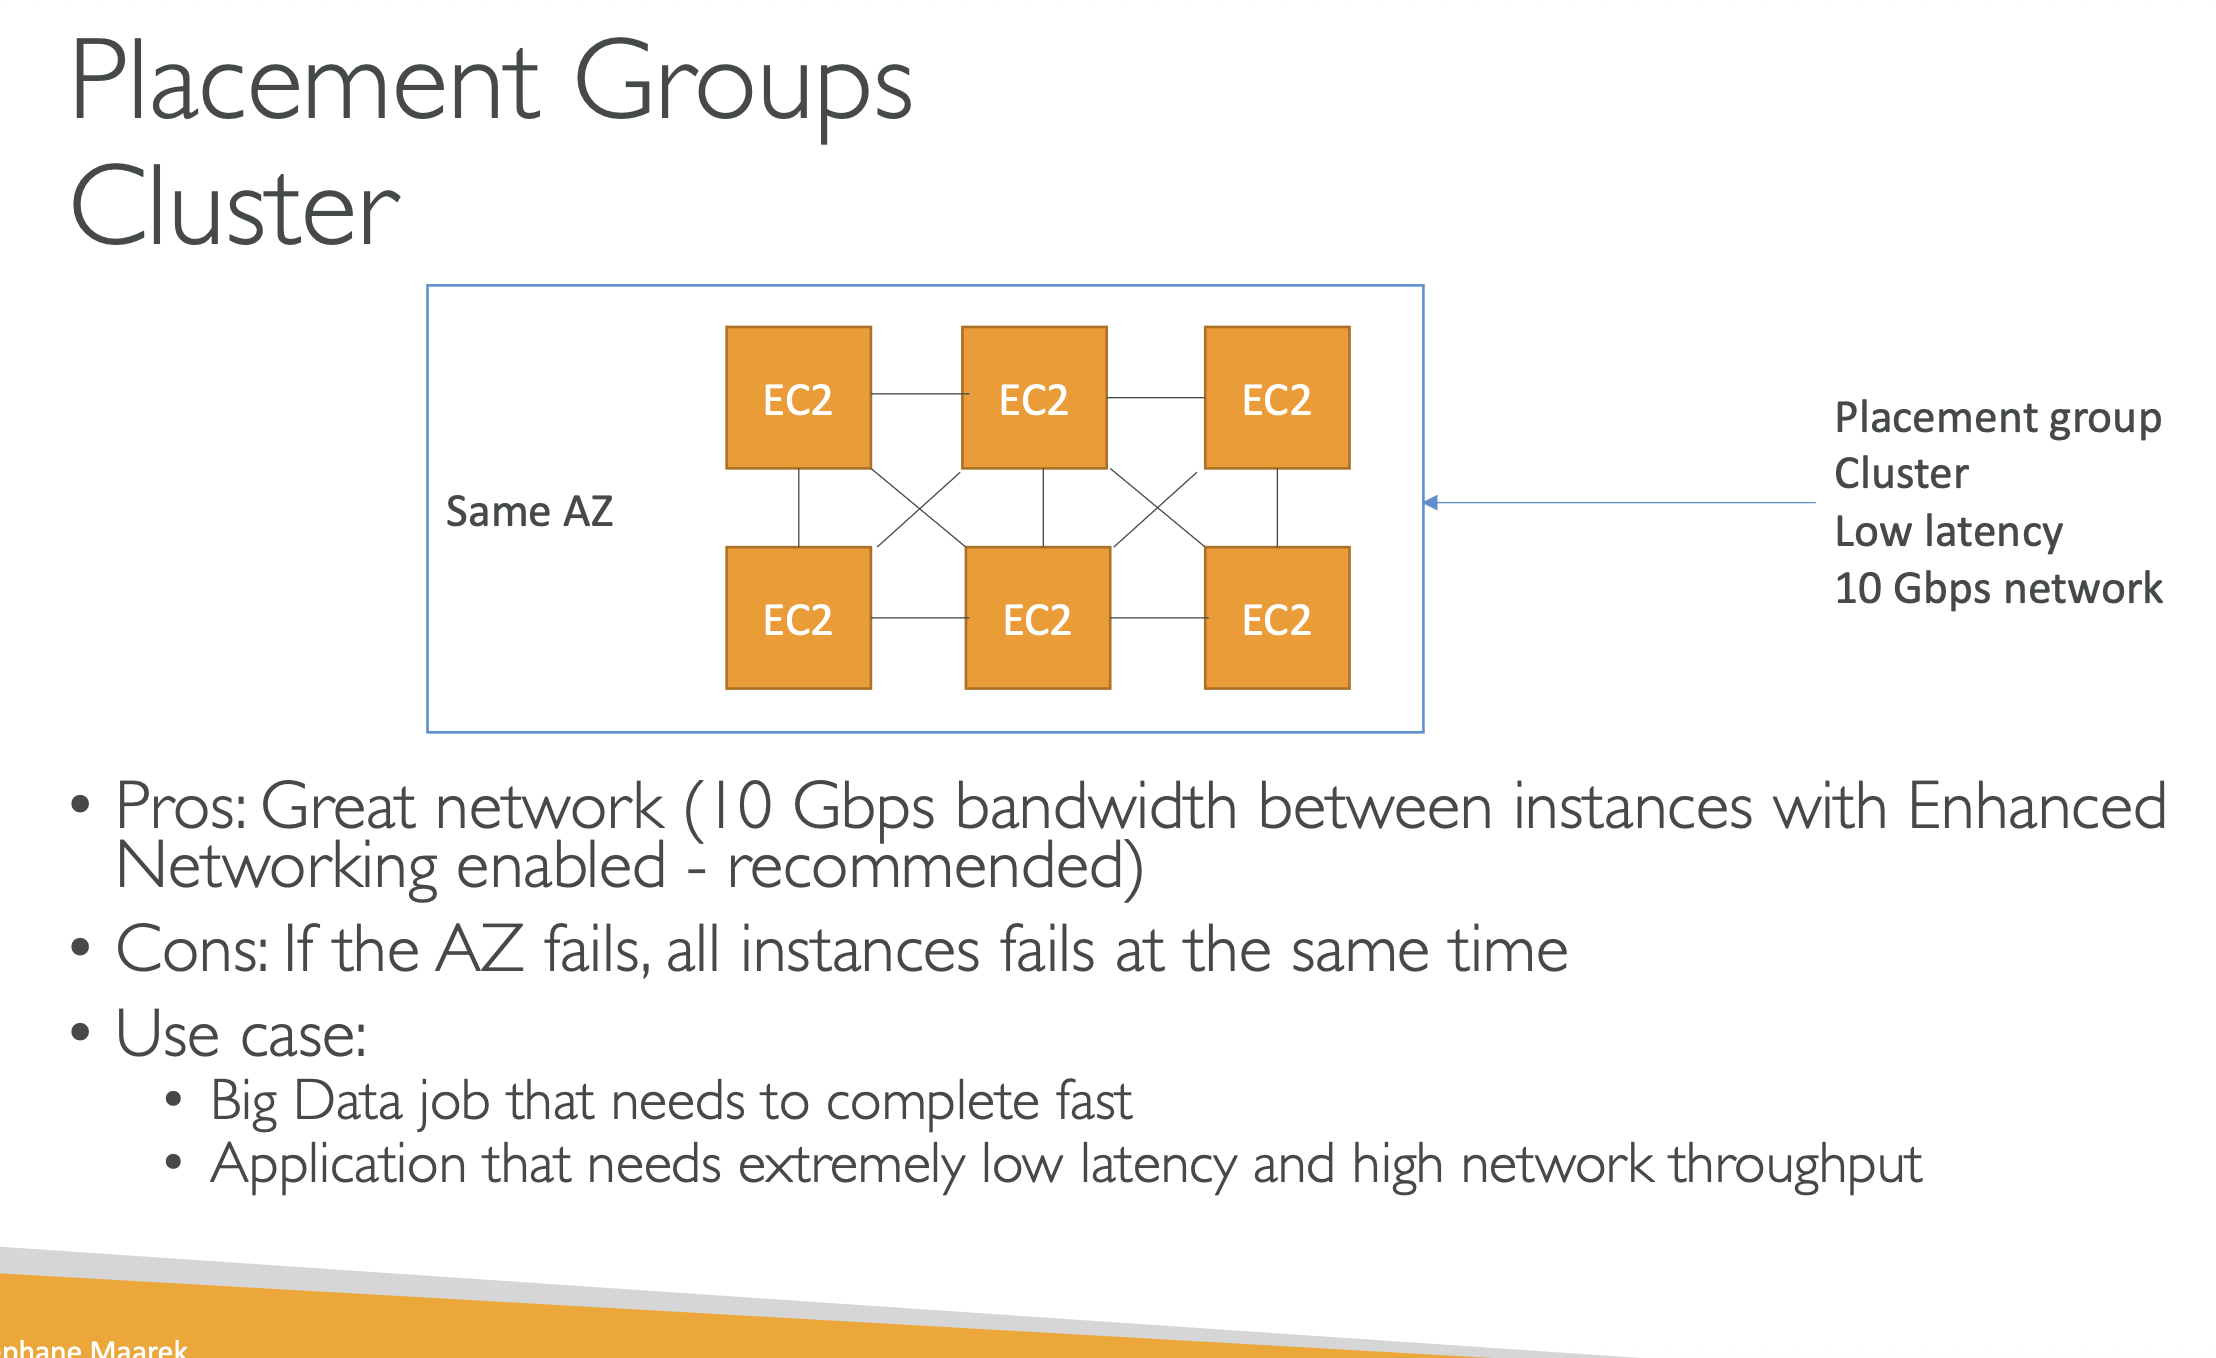 Placement Groups
Cluster
EC2 EC2 EC2
Same AZ
EC2 EC2 EC2
Placement group
Cluster
Low latency
10 Gbps network
• Pros: Great network (10 Gbps bandwidth between instances with Enhanced
Networking enabled - recommended)
• Cons: If the AZ fails, all instances fails at the same time
• Use case:
• Big Data job that needs to complete fast
• Application that needs extremely low latency and high network throughput
Maarek